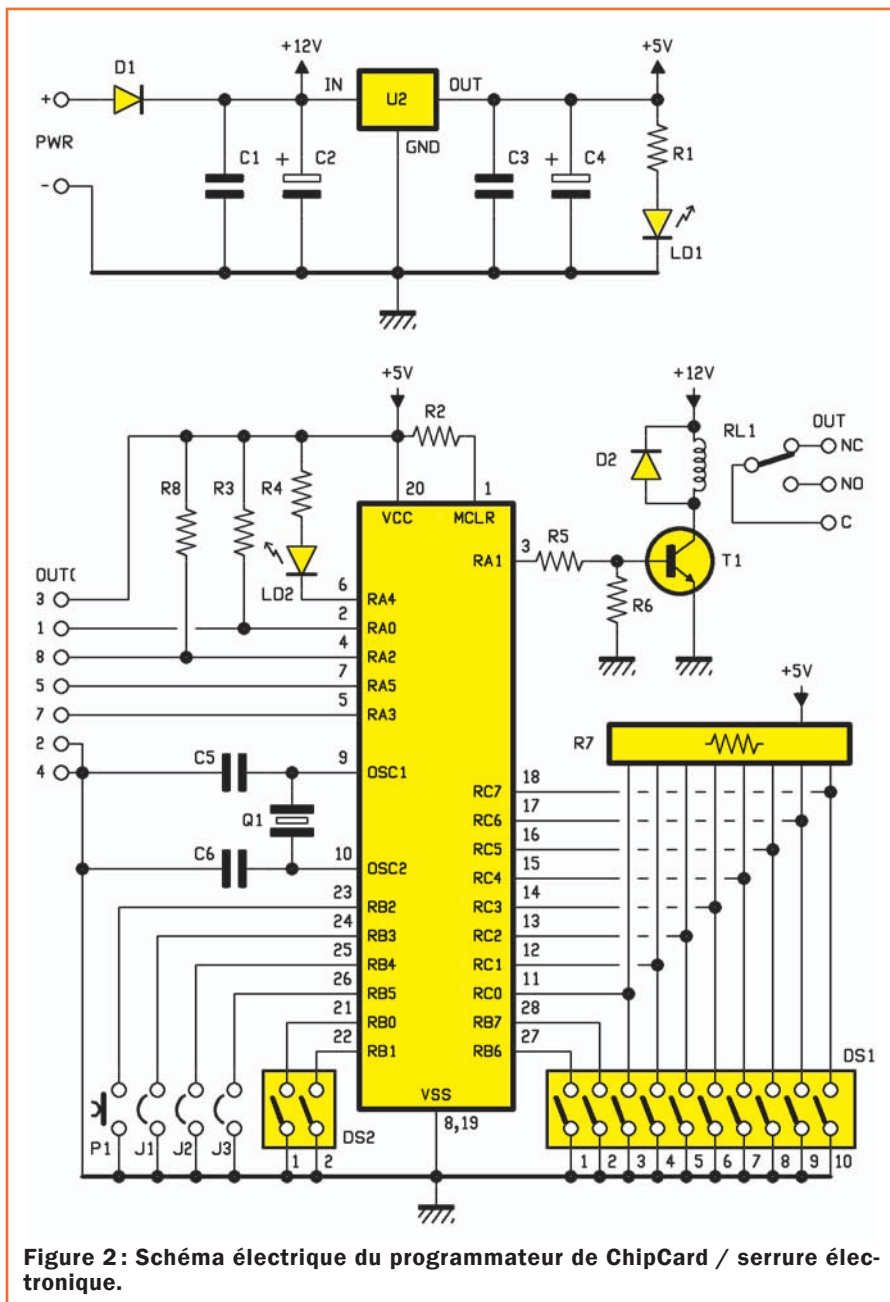 +12V
+5V
D1
IN
U2
OUT
+
PWR
GND
C1
+
C2
C3
+
C4
R1
-
LD1
+5V
+12V
R2
RL1
OUT
NC
D2
NO
C
R8
R3
R4
20
1
VCC
MCLR
3
R5
RA1
T1
R6
LD2
OUT(
3
6
RA4
1
2
RA0
8
4
RA2
5
7
RA5
7
5
RA3
+5V
R7
2
4
C5
9
OSC1
Q1
C6
10
OSC2
18
RC7
17
RC6
16
RC5
15
RC4
14
RC3
13
RC2
12
RC1
11
RC0
28
RB7
27
RB6
23
RB2
24
RB3
25
RB4
26
RB5
21
RB0
22
RB1
DS1
VSS
8,19
DS2
P1
J1
J2
J3
1
2
1
2
3
4
5
6
7
8
9
10
Figure 2 : Schéma électrique du programmateur de ChipCard / serrure élec-
tronique.